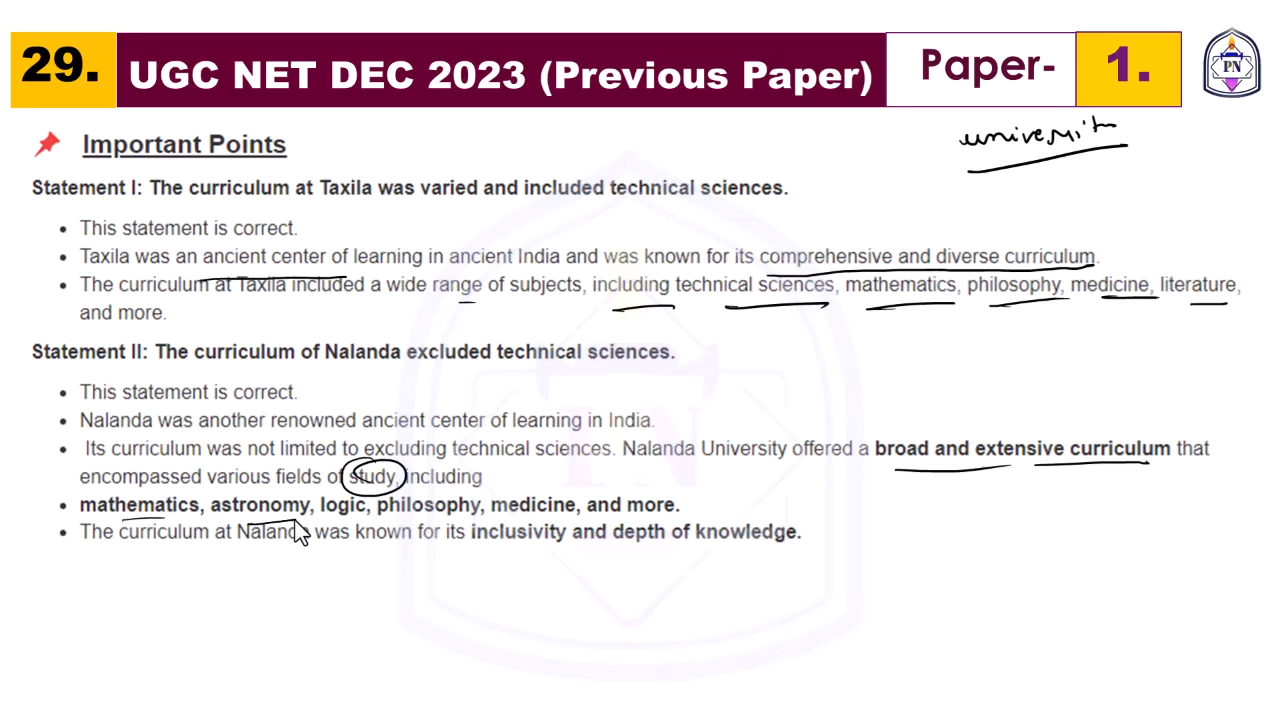 29. UGC NET DEC 2023 (Previous Paper) Paper- 1. PN
Important Points
Statement I: The curriculum at Taxila was varied and included technical sciences.
This statement is correct.
Taxila was an ancient center of learning in ancient India and was known for its comprehensive and diverse curriculum.
The curriculum at Taxila included a wide range of subjects, including technical sciences, mathematics, philosophy, medicine, literature,
and more.
Statement II: The curriculum of Nalanda excluded technical sciences.
This statement is correct.
Nalanda was another renowned ancient center of learning in India.
Its curriculum was not limited to excluding technical sciences. Nalanda University offered a broad and extensive curriculum that
encompassed various fields of study, including
mathematics, astronomy, logic, philosophy, medicine, and more.
The curriculum at Nalanda was known for its inclusivity and depth of knowledge.
PN